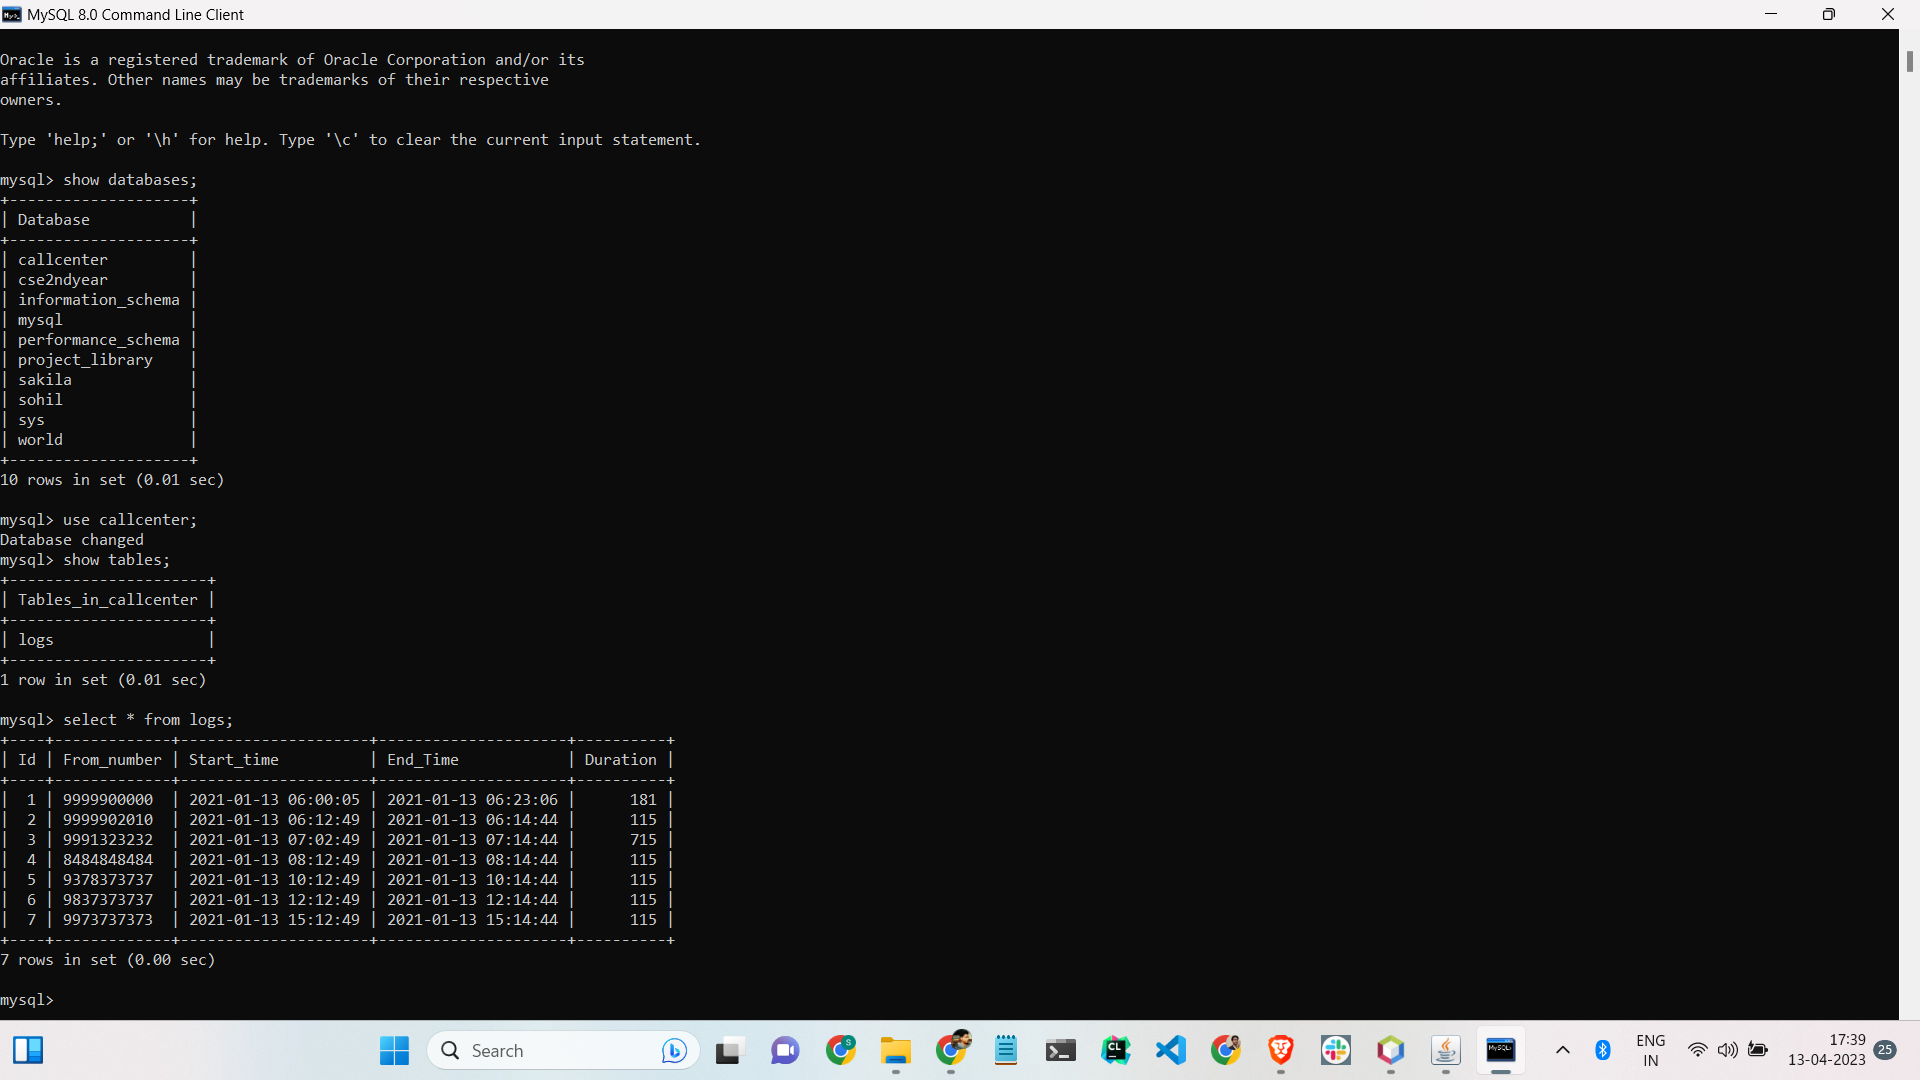 MySQL 8.0 Command Line Client
Oracle is a registered trademark of Oracle Corporation and/or its
affiliates. Other names may be trademarks of their respective
owners.
Type 'help;' or '\h' for help. Type '\c' to clear the current input statement.
mysql> show databases;
+--------------------+
| Database           |
+--------------------+
| callcenter         |
| cse2ndyear         |
| information_schema |
| mysql              |
| performance_schema |
| project_library    |
| sakila             |
| sohil              |
| sys                |
| world              |
+--------------------+
10 rows in set (0.01 sec)
mysql> use callcenter;
Database changed
mysql> show tables;
+----------------------+
| Tables_in_callcenter |
+----------------------+
| logs                 |
+----------------------+
1 row in set (0.01 sec)
mysql> select * from logs;
+----+-------------+---------------------+---------------------+----------+
| Id | From_number | Start_time          | End_Time            | Duration |
+----+-------------+---------------------+---------------------+----------+
|  1 | 9999900000  | 2021-01-13 06:00:05 | 2021-01-13 06:23:06 |      181 |
|  2 | 9999902010  | 2021-01-13 06:12:49 | 2021-01-13 06:14:44 |      115 |
|  3 | 9991323232  | 2021-01-13 07:02:49 | 2021-01-13 07:14:44 |      715 |
|  4 | 8484848484  | 2021-01-13 08:12:49 | 2021-01-13 08:14:44 |      115 |
|  5 | 9378373737  | 2021-01-13 10:12:49 | 2021-01-13 10:14:44 |      115 |
|  6 | 9837373737  | 2021-01-13 12:12:49 | 2021-01-13 12:14:44 |      115 |
|  7 | 9973737373  | 2021-01-13 15:12:49 | 2021-01-13 15:14:44 |      115 |
+----+-------------+---------------------+---------------------+----------+
7 rows in set (0.00 sec)
mysql>
Search
S
CL
MySQL
ENG
IN
17:39
13-04-2023
25